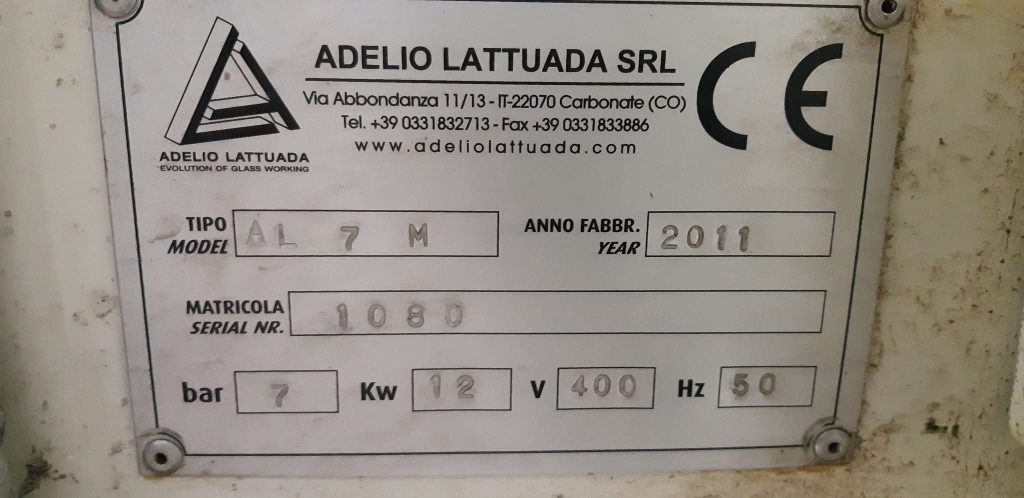 ADELIO LATTUADA SRL
Via Abbondanza 11/13 - IT-22070 Carbonate (CO)
Tel. +39 0331832713 - Fax +39 0331833886
www.adeliolattuada.com
CE
ADELIO LATTUADA
EVOLUTION OF GLASS WORKING
TIPO
MODEL
AL 7 M
ANNO FABBR.
YEAR
2011
MATRICOLA
SERIAL NR.
1080
bar 7 Kw 12 V 400 Hz 50